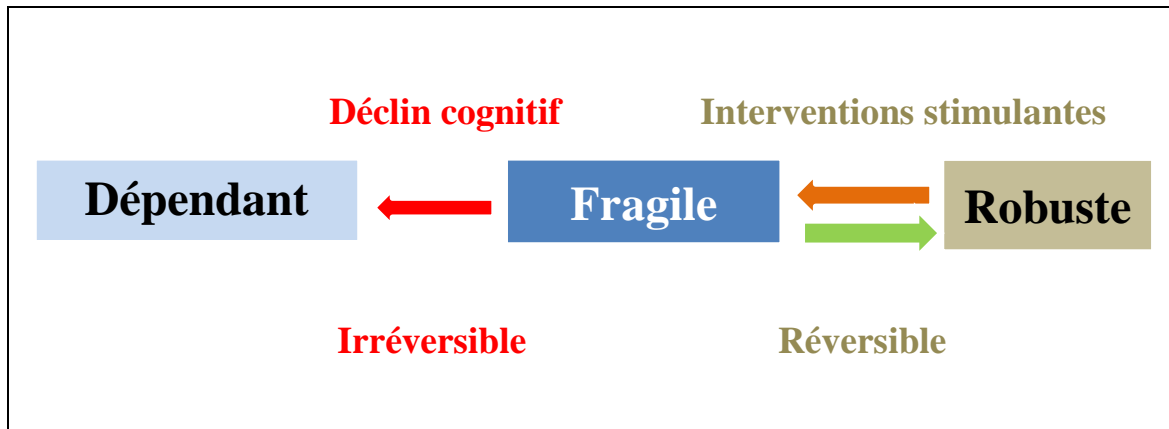 Déclin cognitif
Interventions stimulantes
Dépendant
Fragile
Robuste
Irréversible
Réversible